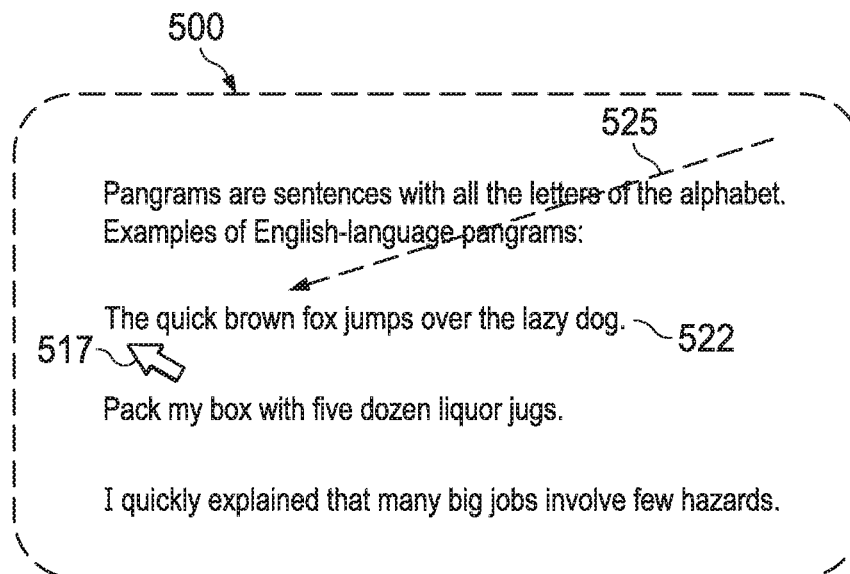 500
525
Pangrams are sentences with all the letters of the alphabet.
Examples of English-language pangrams:
The quick brown fox jumps over the lazy dog. 522
517
Pack my box with five dozen liquor jugs.
I quickly explained that many big jobs involve few hazards.